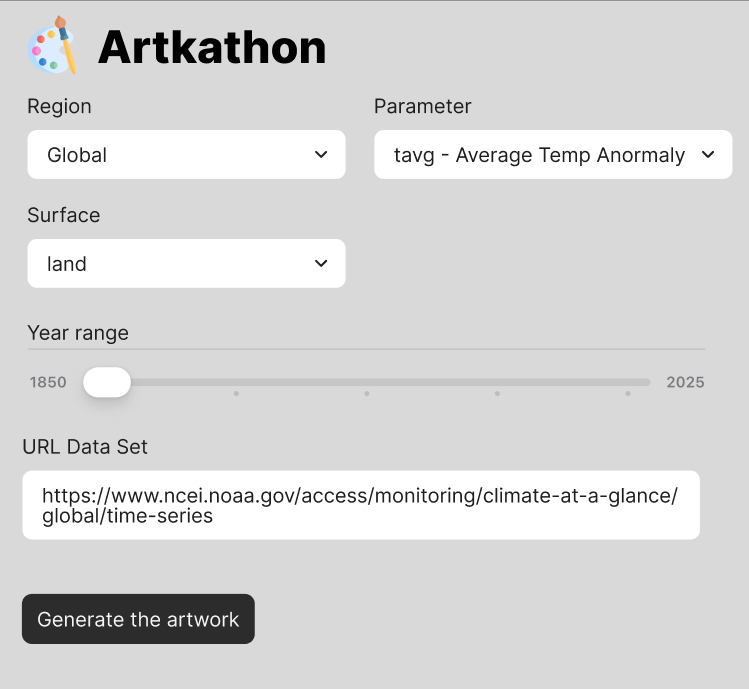 Artkathon
Region
Parameter
Global
tavg - Average Temp Anormaly
Surface
land
Year range
1850
2025
URL Data Set
https://www.ncei.noaa.gov/access/monitoring/climate-at-a-glance/
global/time-series
Generate the artwork